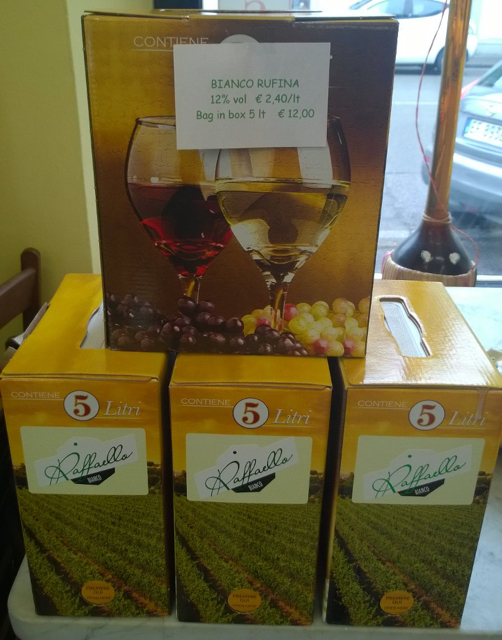 CONTIENE
BIANCO RUFINA
12% vol € 2,40/lt
Bag in box 5 lt € 12,00
CONTIENE 5 Litri
Raffaello
BIANCO
CONTIENE 5 Litri
Raffaello
BIANCO
CONTIENE 5 Litri
Raffaello
BIANCO